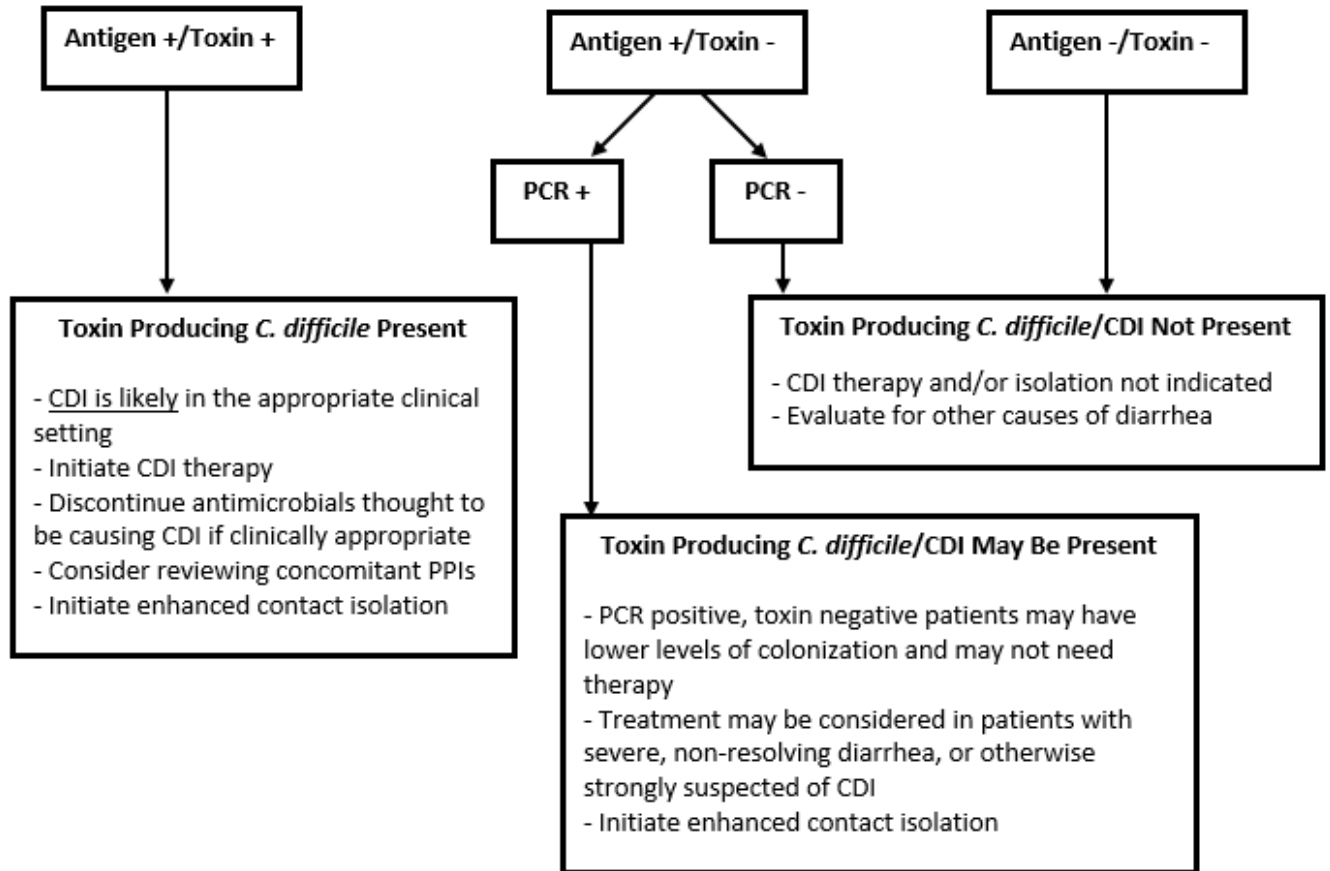 Antigen +/Toxin +
Antigen +/Toxin -
Antigen -/Toxin -
PCR +
PCR -
Toxin Producing C. difficile Present
- CDI is likely in the appropriate clinical
setting
- Initiate CDI therapy
- Discontinue antimicrobials thought to
be causing CDI if clinically appropriate
- Consider reviewing concomitant PPIs
- Initiate enhanced contact isolation
Toxin Producing C. difficile/CDI Not Present
- CDI therapy and/or isolation not indicated
- Evaluate for other causes of diarrhea
Toxin Producing C. difficile/CDI May Be Present
- PCR positive, toxin negative patients may have
lower levels of colonization and may not need
therapy
- Treatment may be considered in patients with
severe, non-resolving diarrhea, or otherwise
strongly suspected of CDI
- Initiate enhanced contact isolation